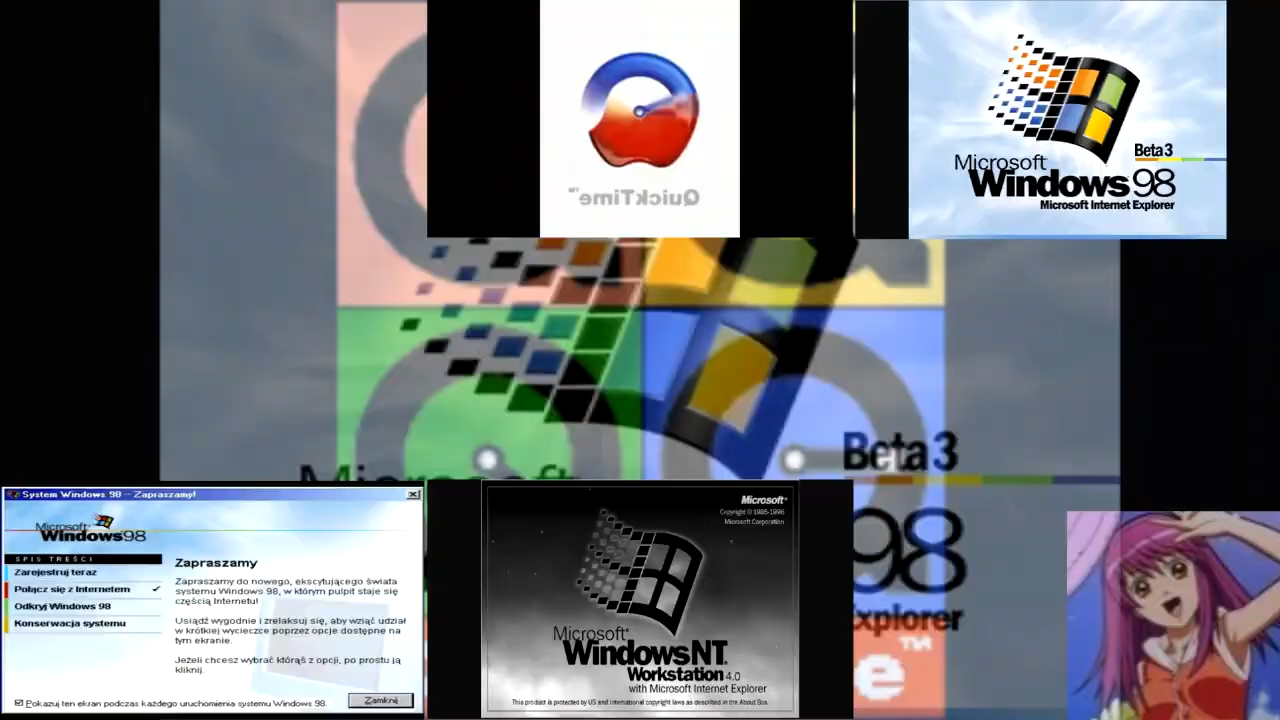 QuickTime™
Beta 3
Microsoft
Windows 98
Microsoft Internet Explorer
Microsoft
Beta 3
98
Explorer
e™
System Windows 98 -- Zapraszamy!
Microsoft
Windows98
SPIS TREŚCI
Zarejestruj teraz
Połącz się z Internetem
Odkryj Windows 98
Konserwacja systemu
Zapraszamy
Zapraszamy do nowego, ekscytującego świata
systemu Windows 98, w którym pulpit staje się
częścią Internetu!
Usiądź wygodnie i zrelaksuj się, aby wziąć udział
w krótkiej wycieczce poprzez opcje dostępne na
tym ekranie.
Jeżeli chcesz wybrać którąś z opcji, po prostu ją
kliknij.
Pokazuj ten ekran podczas każdego uruchomienia systemu Windows 98.
Zamknij
Microsoft®
Copyright © 1985-1996
Microsoft Corporation
Microsoft®
Windows NT®
Workstation 4.0
with Microsoft Internet Explorer
This product is protected by US and international copyright laws as described in the About Box.